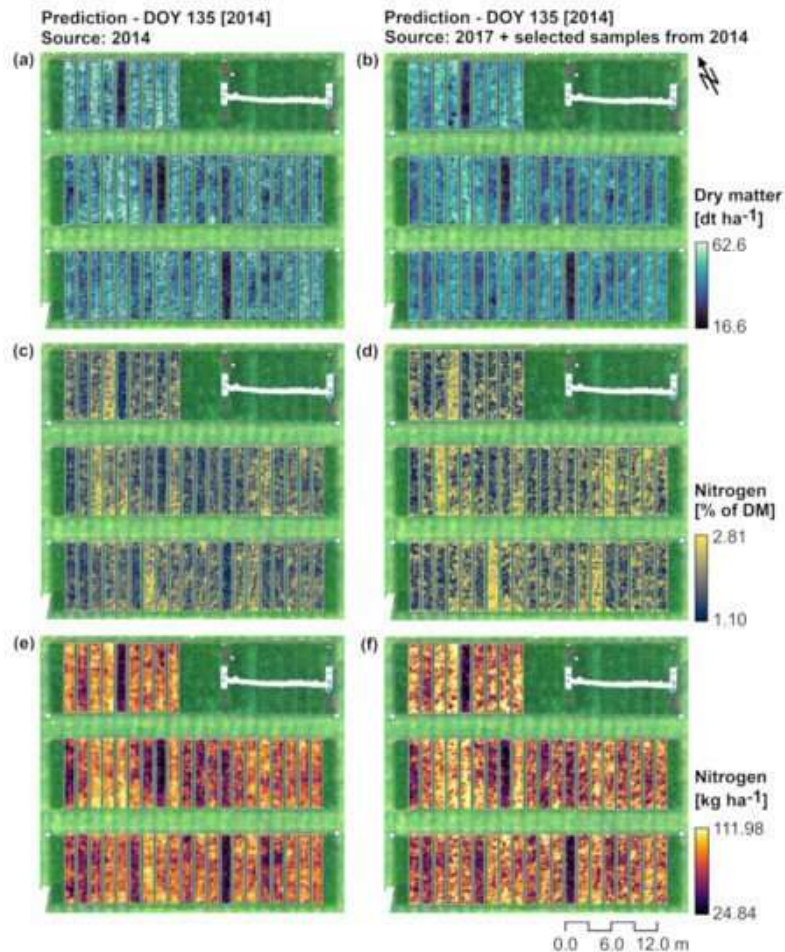 Prediction - DOY 135 [2014]
Source: 2014
Prediction - DOY 135 [2014]
Source: 2017 + selected samples from 2014
(a)
(b)
N
Dry matter
[dt ha-1]
62.6
16.6
(c)
(d)
Nitrogen
[% of DM]
2.81
1.10
(e)
(f)
Nitrogen
[kg ha-1]
111.98
24.84
0.0 6.0 12.0 m